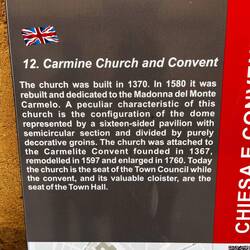 12. Carmine Church and Convent
The church was built in 1370. In 1580 it was
rebuilt and dedicated to the Madonna del Monte
Carmelo. A peculiar characteristic of this
church is the configuration of the dome
represented by a sixteen-sided pavilion with
semicircular section and divided by purely
decorative groins. The church was attached to
the Carmelite Convent founded in 1367,
remodelled in 1597 and enlarged in 1760. Today
the church is the seat of the Town Council while
the convent, and its valuable cloister, are the
seat of the Town Hall.
CHIESA E CONVENT